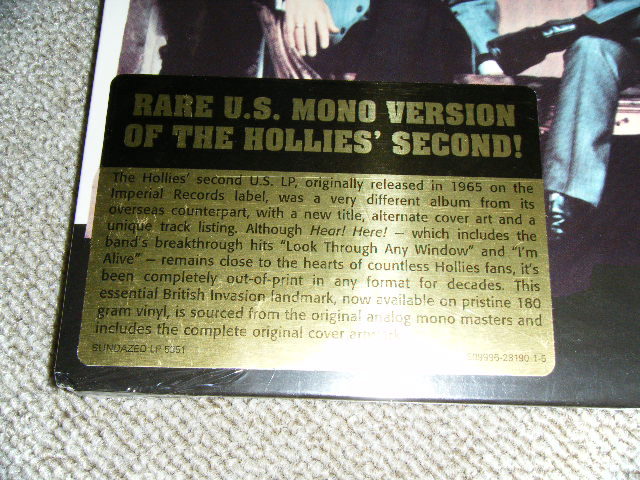 RARE U.S. MONO VERSION
OF THE HOLLIES' SECOND!
The Hollies' second U.S. LP, originally released in 1965 on the
Imperial Records label, was a very different album from its
overseas counterpart, with a new title, alternate cover art and a
unique track listing. Although Hear! Here! — which includes the
band's breakthrough hits "Look Through Any Window" and "I'm
Alive" — remains close to the hearts of countless Hollies fans, it's
been completely out-of-print in any format for decades. This
essential British Invasion landmark, now available on pristine 180
gram vinyl, is sourced from the original analog mono masters and
includes the complete original cover
SUNDAZED LP 5351